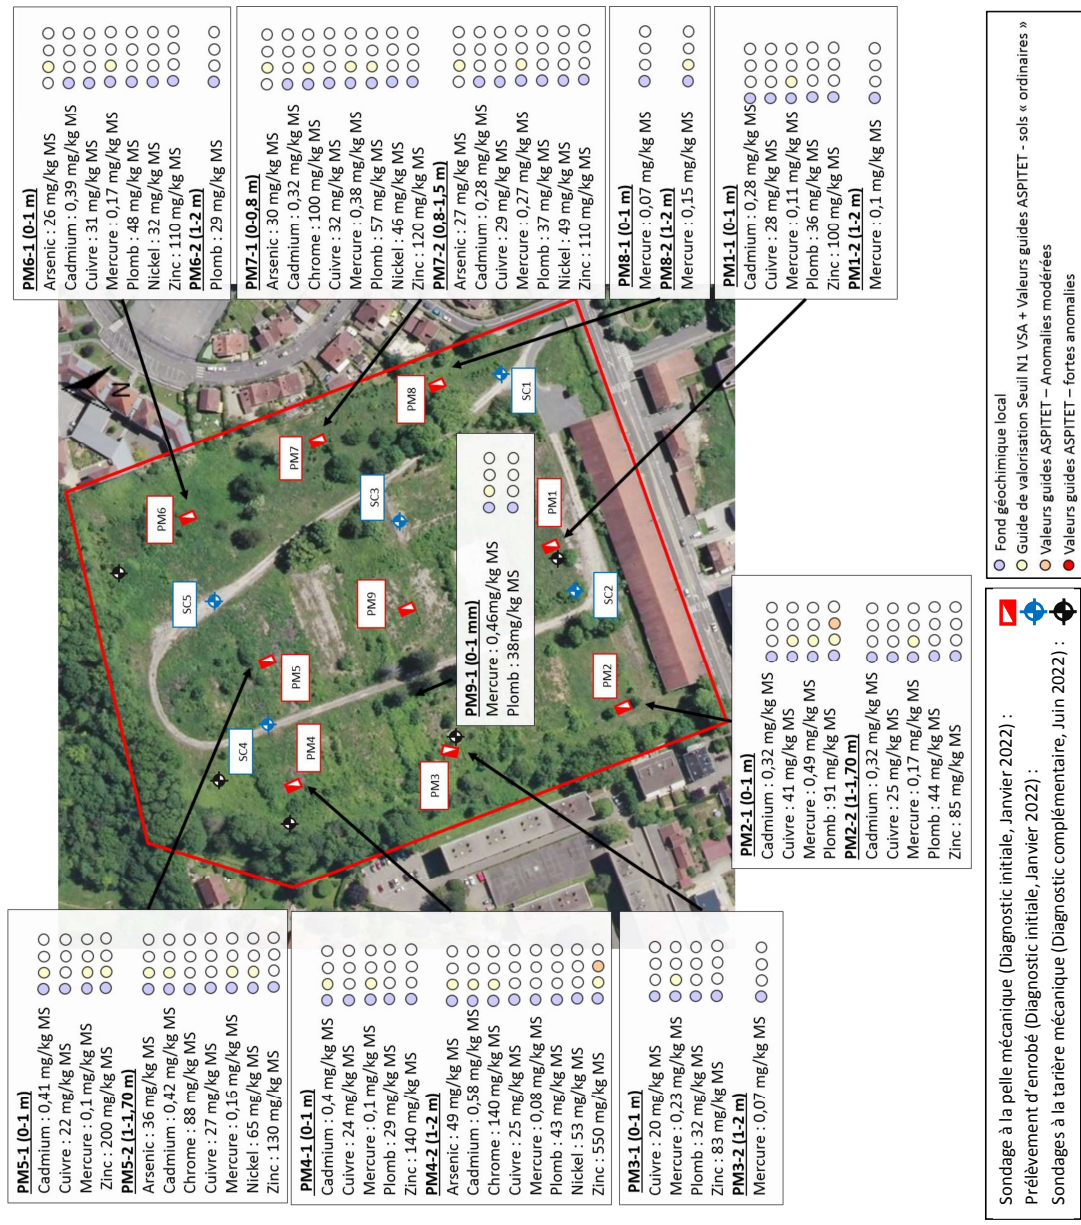 PM5-1 (0-1 m)
Cadmium : 0,41 mg/kg MS
Cuivre : 22 mg/kg MS
Mercure : 0,1 mg/kg MS
Zinc : 200 mg/kg MS
PM5-2 (1-1,70 m)
Arsenic : 36 mg/kg MS
Cadmium : 0,42 mg/kg MS
Chrome : 88 mg/kg MS
Cuivre : 27 mg/kg MS
Mercure : 0,16 mg/kg MS
Nickel : 65 mg/kg MS
Zinc : 130 mg/kg MS
PM4-1 (0-1 m)
Cadmium : 0,4 mg/kg MS
Cuivre : 24 mg/kg MS
Mercure : 0,1 mg/kg MS
Plomb : 29 mg/kg MS
Zinc : 140 mg/kg MS
PM4-2 (1-2 m)
Arsenic : 49 mg/kg MS
Cadmium : 0,58 mg/kg MS
Chrome : 140 mg/kg MS
Cuivre : 25 mg/kg MS
Mercure : 0,08 mg/kg MS
Plomb : 43 mg/kg MS
Nickel : 53 mg/kg MS
Zinc : 550 mg/kg MS
PM3-1 (0-1 m)
Cuivre : 20 mg/kg MS
Mercure : 0,23 mg/kg MS
Plomb : 32 mg/kg MS
Zinc : 83 mg/kg MS
PM3-2 (1-2 m)
Mercure : 0,07 mg/kg MS
PM6-1 (0-1 m)
Arsenic : 26 mg/kg MS
Cadmium : 0,39 mg/kg MS
Cuivre : 31 mg/kg MS
Mercure : 0,17 mg/kg MS
Plomb : 48 mg/kg MS
Nickel : 32 mg/kg MS
Zinc : 110 mg/kg MS
PM6-2 (1-2 m)
Plomb : 29 mg/kg MS
PM7-1 (0-0,8 m)
Arsenic : 30 mg/kg MS
Cadmium : 0,32 mg/kg MS
Chrome : 100 mg/kg MS
Cuivre : 32 mg/kg MS
Mercure : 0,38 mg/kg MS
Plomb : 57 mg/kg MS
Nickel : 46 mg/kg MS
Zinc : 120 mg/kg MS
PM7-2 (0,8-1,5 m)
Arsenic : 27 mg/kg MS
Cadmium : 0,28 mg/kg MS
Cuivre : 29 mg/kg MS
Mercure : 0,27 mg/kg MS
Plomb : 37 mg/kg MS
Nickel : 49 mg/kg MS
Zinc : 110 mg/kg MS
PM8-1 (0-1 m)
Mercure : 0,07 mg/kg MS
PM8-2 (1-2 m)
Mercure : 0,15 mg/kg MS
PM1-1 (0-1 m)
Cadmium : 0,28 mg/kg MS
Cuivre : 28 mg/kg MS
Mercure : 0,11 mg/kg MS
Plomb : 36 mg/kg MS
Zinc : 100 mg/kg MS
PM1-2 (1-2 m)
Mercure : 0,1 mg/kg MS
PM2-1 (0-1 m)
Cadmium : 0,32 mg/kg MS
Cuivre : 41 mg/kg MS
Mercure : 0,49 mg/kg MS
Plomb : 91 mg/kg MS
PM2-2 (1-1,70 m)
Cadmium : 0,32 mg/kg MS
Cuivre : 25 mg/kg MS
Mercure : 0,17 mg/kg MS
Plomb : 44 mg/kg MS
Zinc : 85 mg/kg MS
PM9-1 (0-1 mm)
Mercure : 0,46mg/kg MS
Plomb : 38mg/kg MS
N
PM6
SC5
PM7
PM8
SC4
PM5
SC3
SC1
PM4
PM9
PM3
PM1
SC2
PM2
Sondage à la pelle mécanique (Diagnostic initiale, Janvier 2022) :
Prélèvement d'enrobé (Diagnostic initiale, Janvier 2022) :
Sondages à la tarière mécanique (Diagnostic complémentaire, Juin 2022) :
Fond géochimique local
Guide de valorisation Seuil N1 VSA + Valeurs guides ASPITET - sols « ordinaires »
Valeurs guides ASPITET – Anomalies modérées
Valeurs guides ASPITET – fortes anomalies